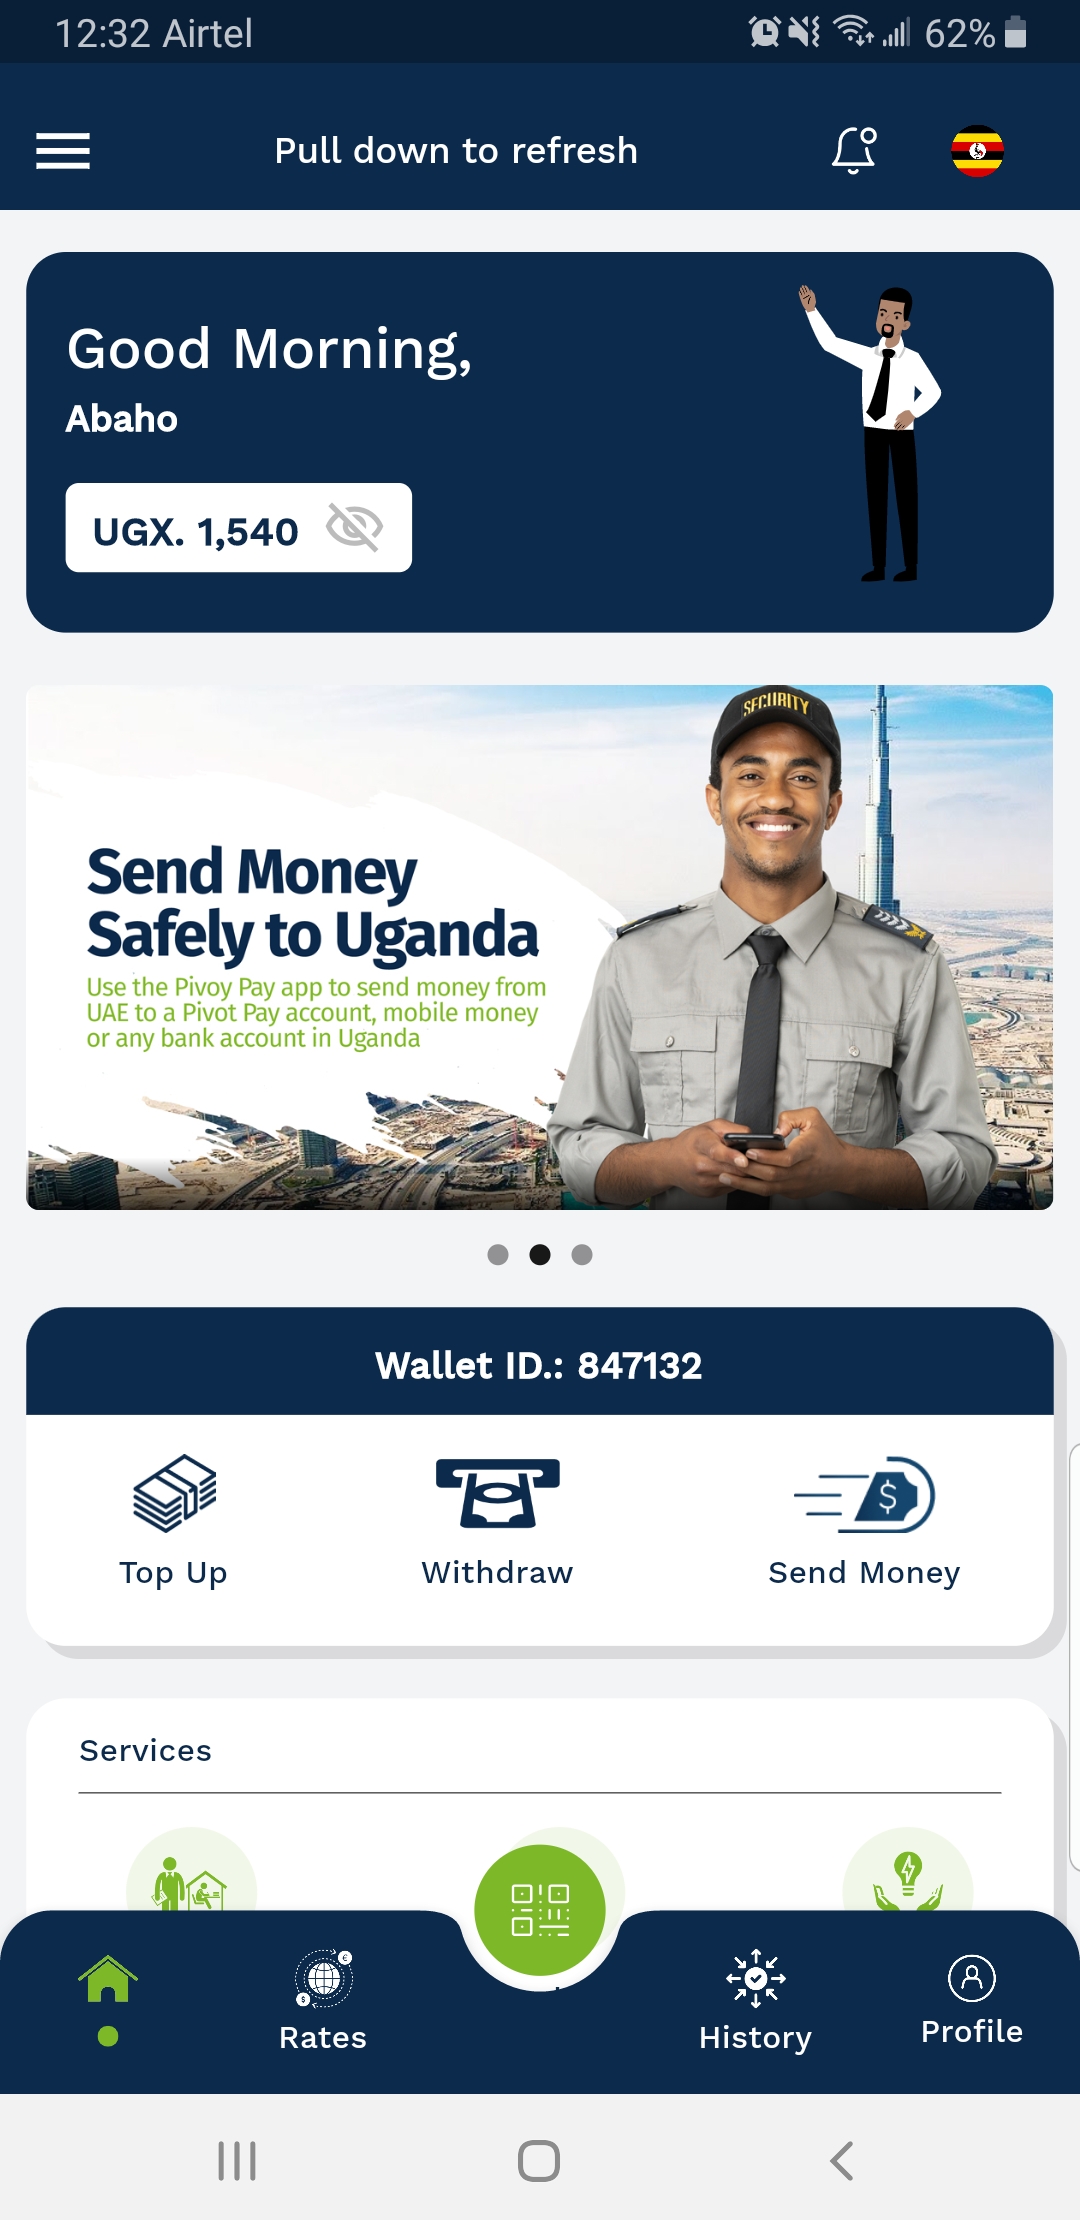 12:32 Airtel 62%
Pull down to refresh
Good Morning,
Abaho
UGX. 1,540
SECURITY
Send Money
Safely to Uganda
Use the Pivoy Pay app to send money from
UAE to a Pivot Pay account, mobile money
or any bank account in Uganda
Wallet ID.: 847132
Top Up
Withdraw
Send Money
Services
Rates
History
Profile